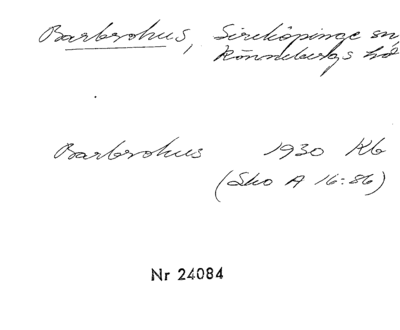 Barbrohus, Sireköpinge sn,
Rönnebergs hd
Barbrohus 1930 Kb
(Sko A 16:86)
Nr 24084